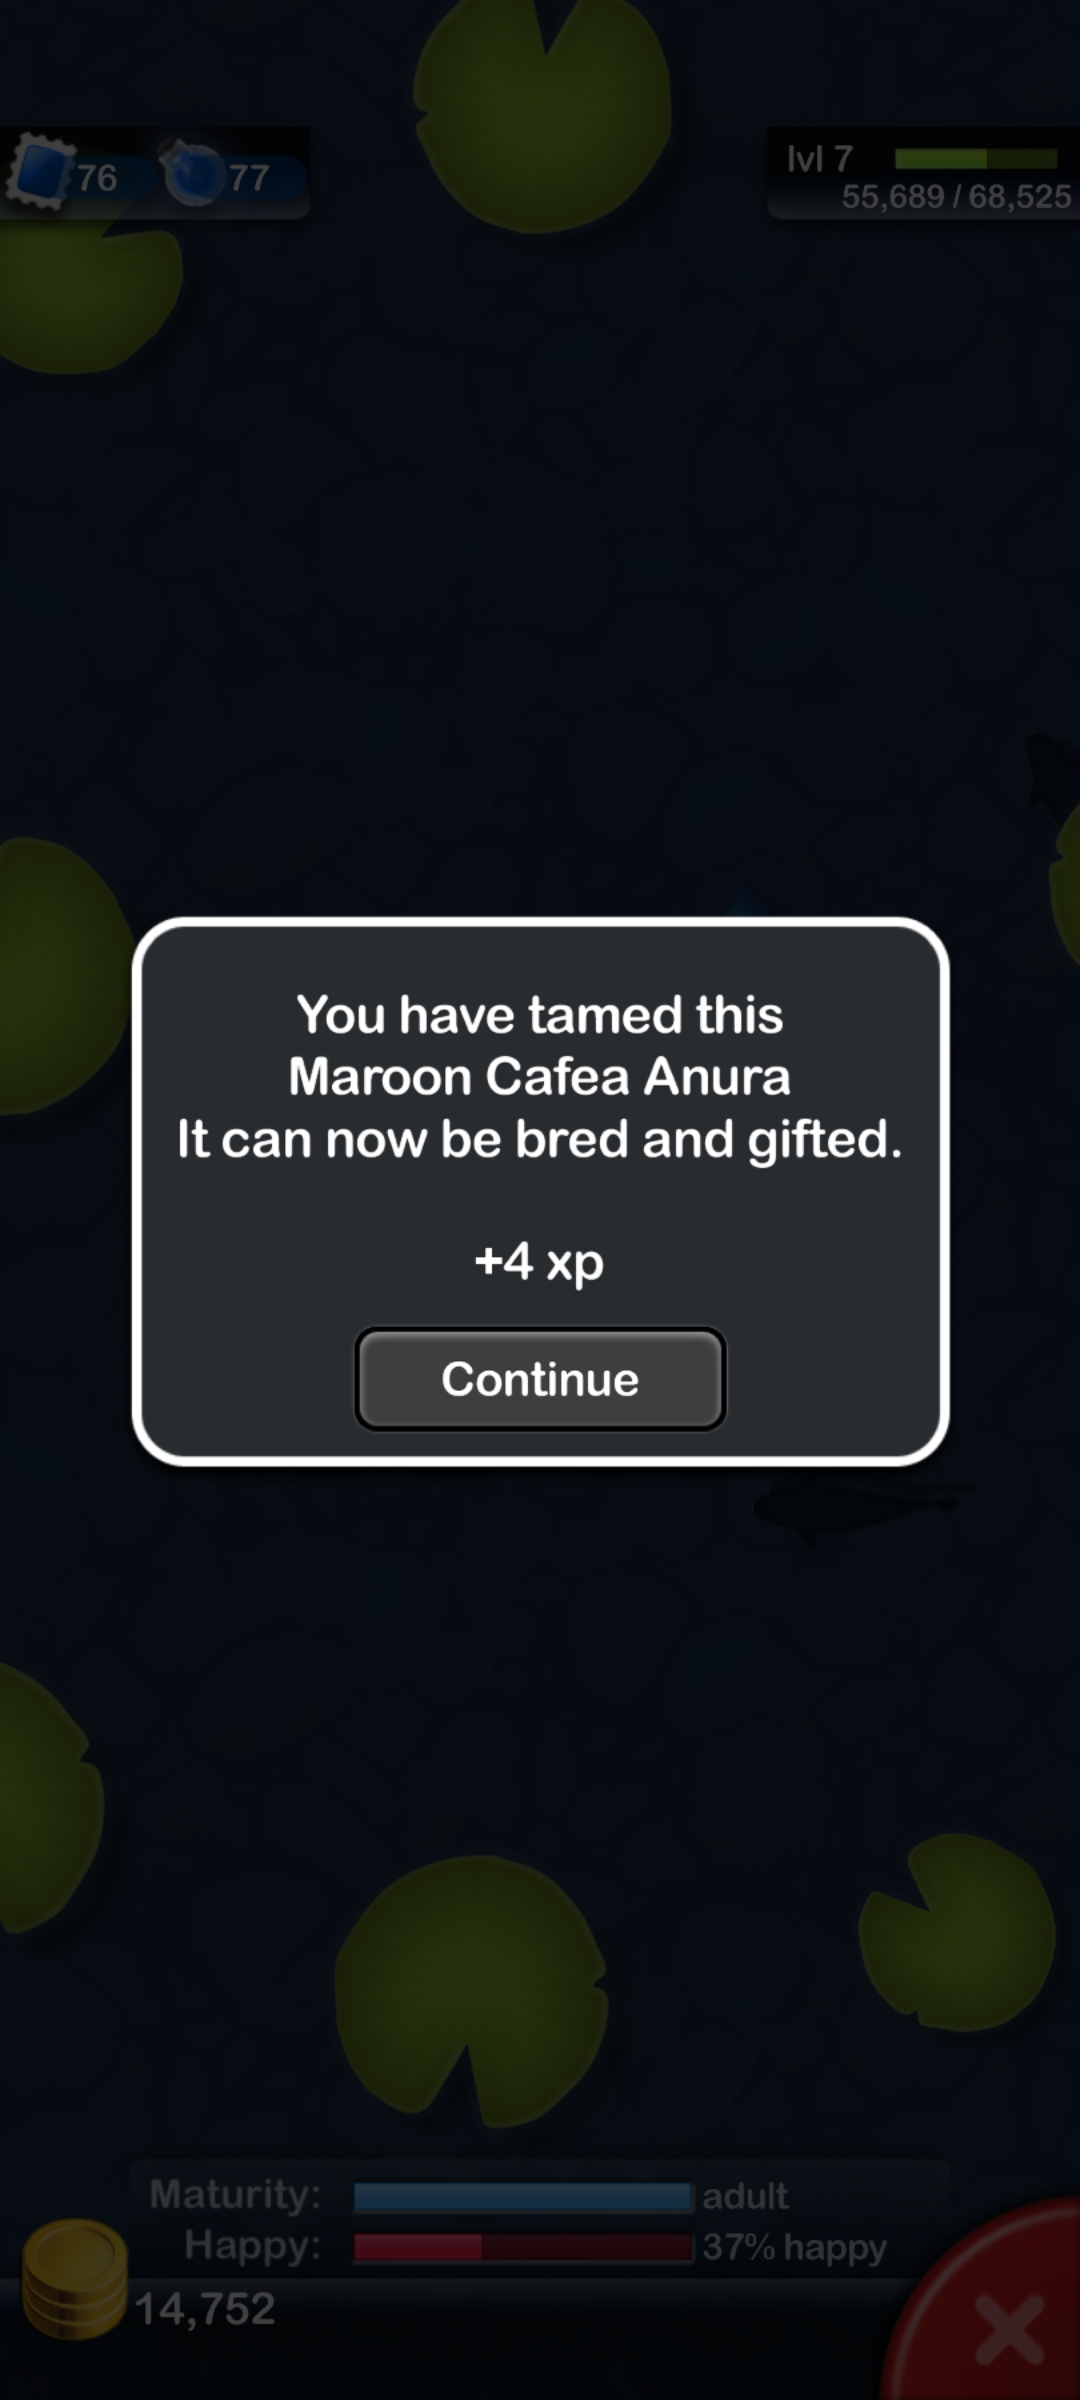 76
77
lvl 7
55,689 / 68,525
You have tamed this
Maroon Cafea Anura
It can now be bred and gifted.
+4 xp
Continue
Maturity: adult
Happy: 37% happy
14,752